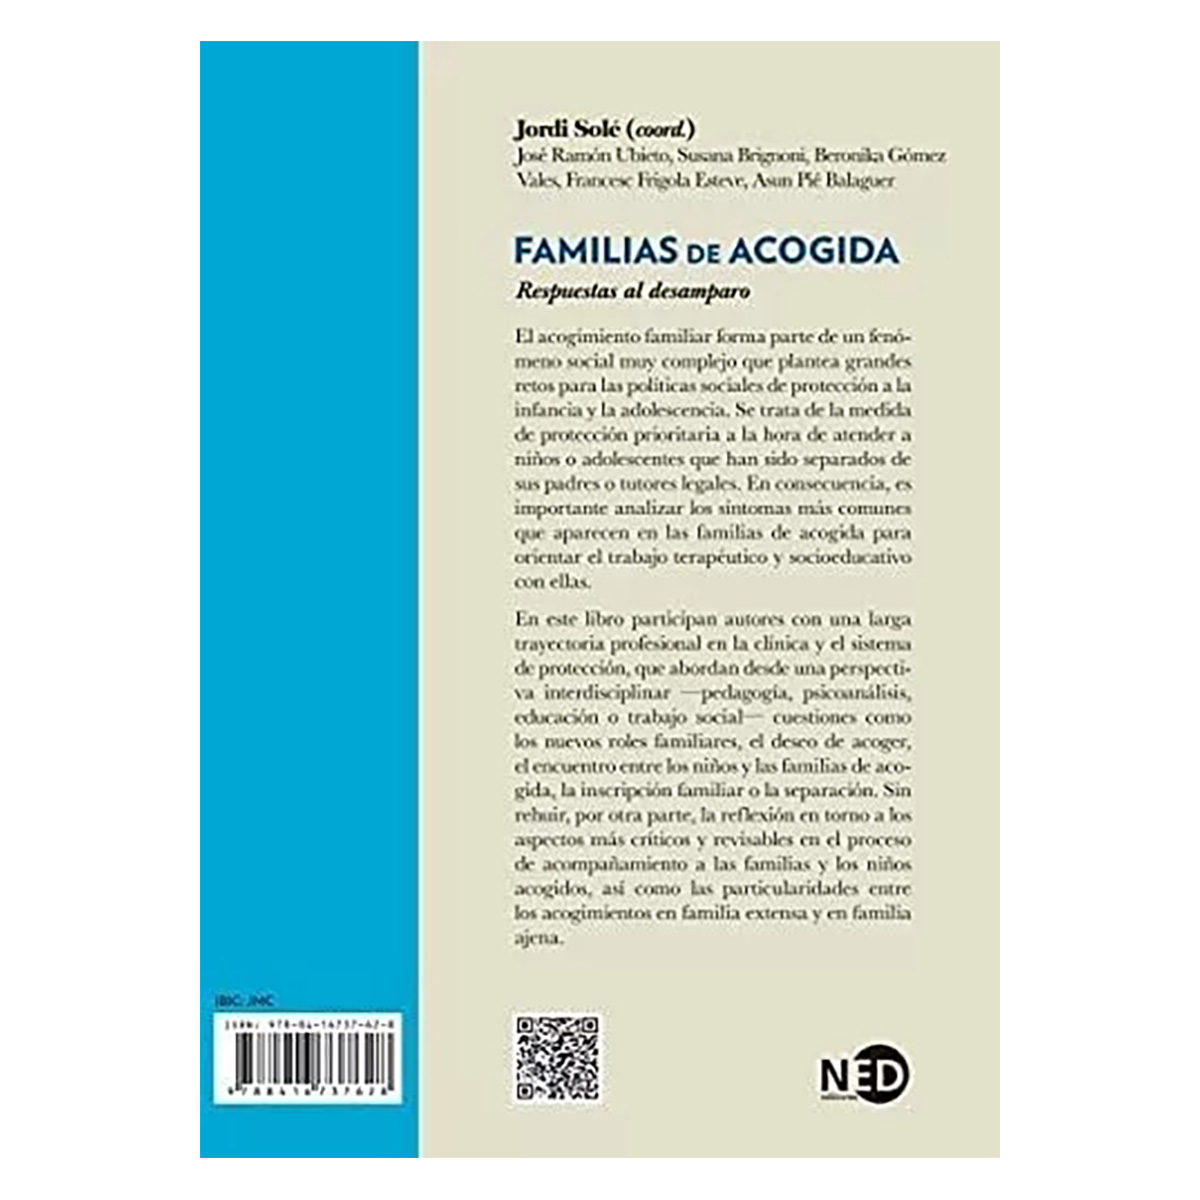 Jordi Solé (coord.)
José Ramón Ubieto, Susana Brignoni, Beronika Gómez
Vales, Francesc Frigola Esteve, Asun Pié Balaguer
FAMILIAS DE ACOGIDA
Respuestas al desamparo
El acogimiento familiar forma parte de un fenó-
meno social muy complejo que plantea grandes
retos para las políticas sociales de protección a la
infancia y la adolescencia. Se trata de la medida
de protección prioritaria a la hora de atender a
niños o adolescentes que han sido separados de
sus padres o tutores legales. En consecuencia, es
importante analizar los síntomas más comunes
que aparecen en las familias de acogida para
orientar el trabajo terapéutico y socioeducativo
con ellas.
En este libro participan autores con una larga
trayectoria profesional en la clínica y el sistema
de protección, que abordan desde una perspecti-
va interdisciplinar —pedagogía, psicoanálisis,
educación o trabajo social— cuestiones como
los nuevos roles familiares, el deseo de acoger,
el encuentro entre los niños y las familias de aco-
gida, la inscripción familiar o la separación. Sin
rehuir, por otra parte, la reflexión en torno a los
aspectos más críticos y revisables en el proceso
de acompañamiento a las familias y los niños
acogidos, así como las particularidades entre
los acogimientos en familia extensa y en familia
ajena.
IBIC: JMC
ISBN: 978-84-16737-62-8
9788416737628
NED